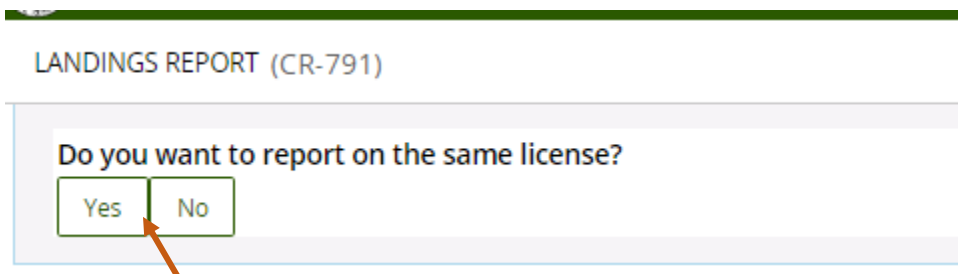 LANDINGS REPORT (CR-791)
Do you want to report on the same license?
Yes No